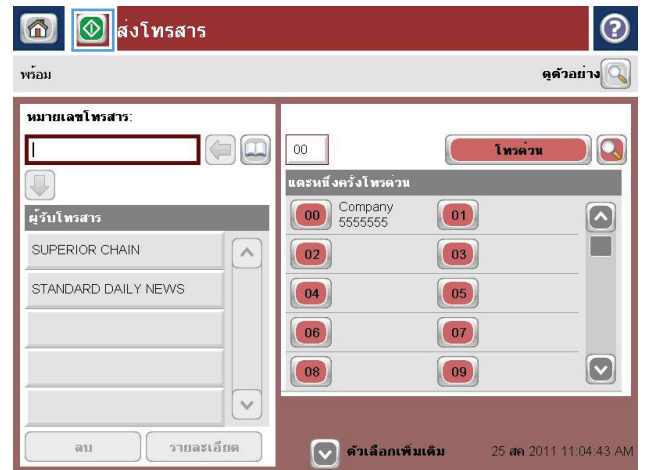 ส่งโทรสาร
พร้อม
ดูตัวอย่าง
หมายเลขโทรสาร:
ผู้รับโทรสาร
SUPERIOR CHAIN
STANDARD DAILY NEWS
ลบ
รายละเอียด
00
โทรด่วน
แตะหนึ่งครั้งโทรด่วน
00
Company
5555555
01
02
03
04
05
06
07
08
09
ตัวเลือกเพิ่มเติม
25 สค 2011 11:04:43 AM